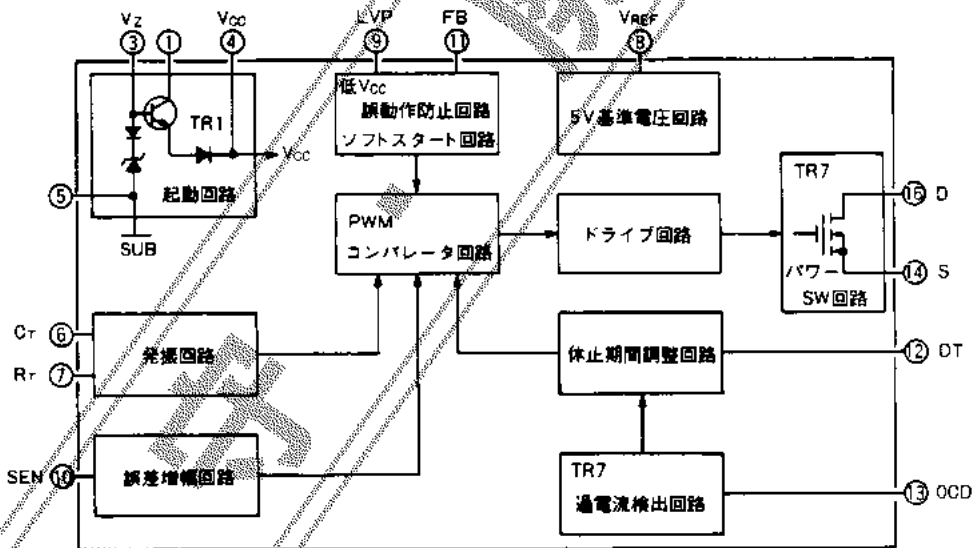 VZ VCC LVP FB VREF
③ ① ④ ⑨ ⑪ ⑧
TR1
VCC
⑤
起動回路
SUB
低VCC
誤動作防止回路
ソフトスタート回路
5V基準電圧回路
PWM
コンパレータ回路
ドライブ回路
TR7
パワー
SW回路
⑯ D
⑭ S
CT ⑥
RT ⑦
発振回路
休止期間調整回路
⑫ DT
SEN ⑩
誤差増幅回路
TR7
過電流検出回路
⑬ OCD